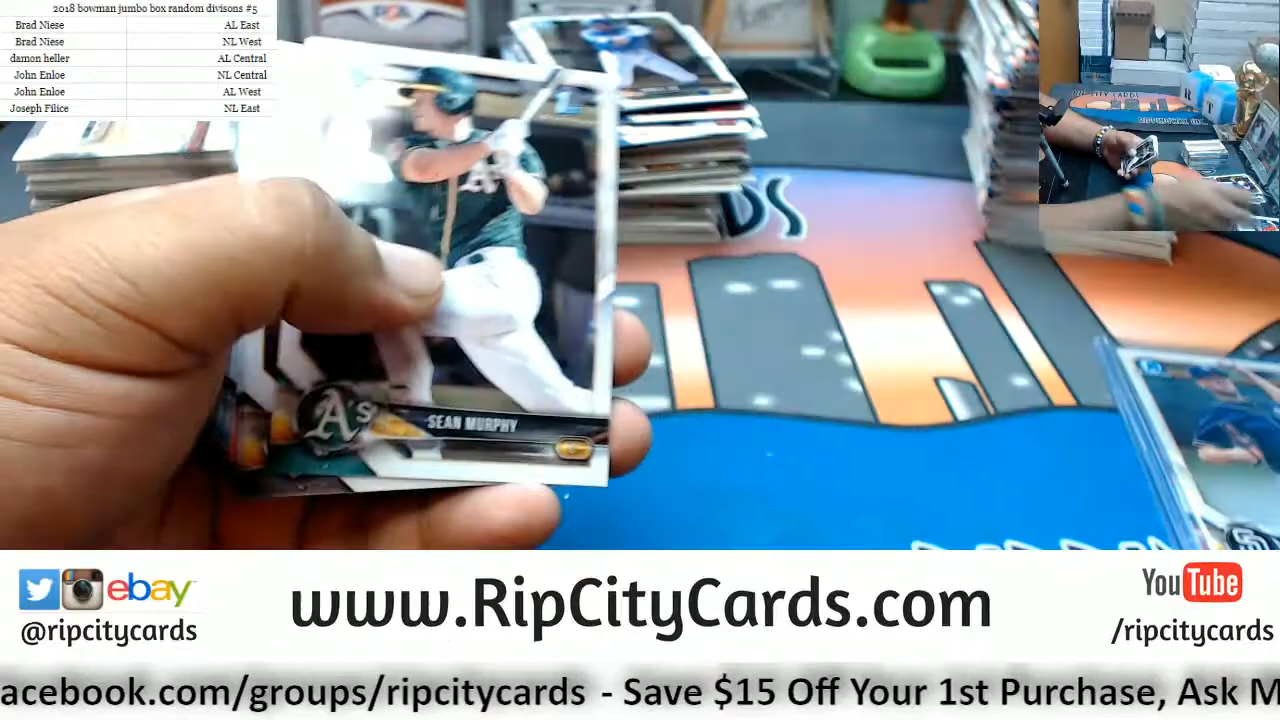 2018 bowman jumbo box random divisons #5
Brad Niese AL East
Brad Niese NL West
damon heller AL Central
John Enloe NL Central
John Enloe AL West
Joseph Filice NL East
DS
A's
A's
SEAN MURPHY
SD
ebay
@ripcitycards
www.RipCityCards.com
YouTube
/ripcitycards
acebook.com/groups/ripcitycards - Save $15 Off Your 1st Purchase, Ask M